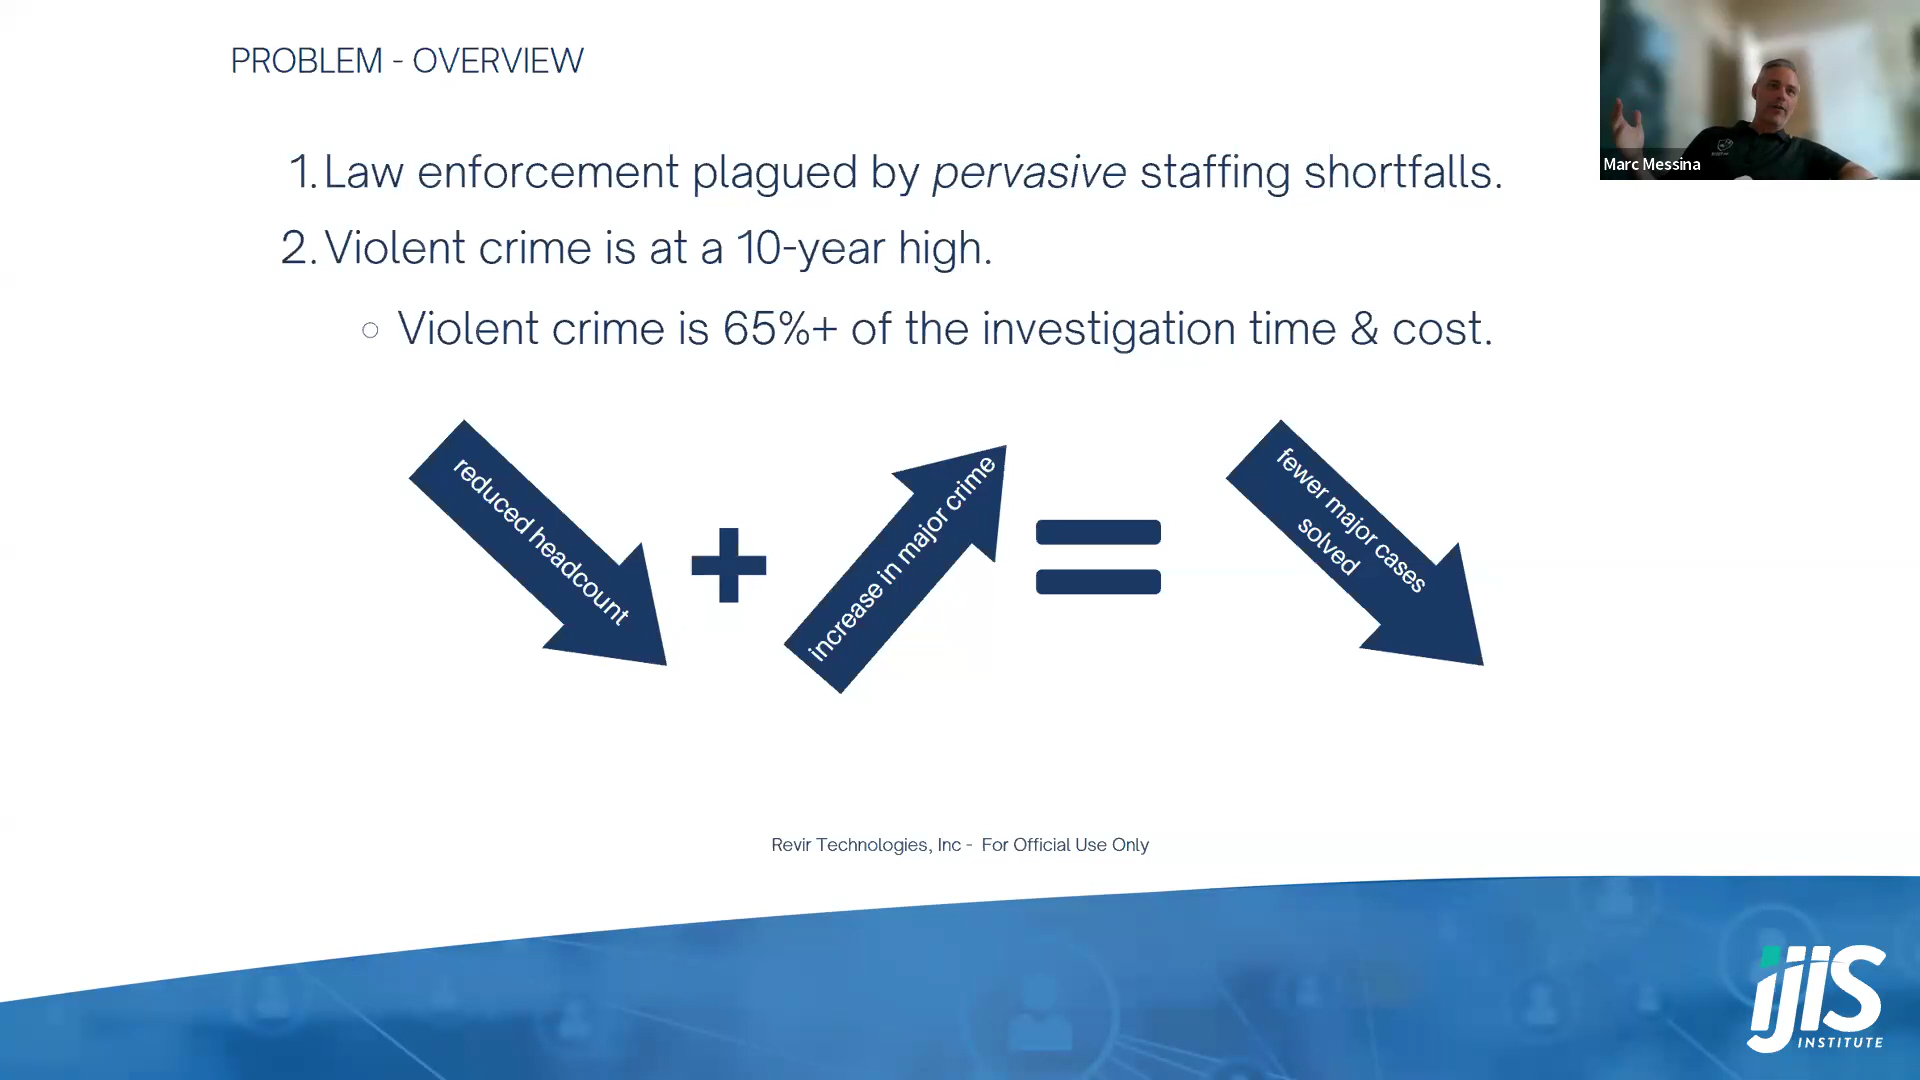 PROBLEM - OVERVIEW
Marc Messina
1. Law enforcement plagued by pervasive staffing shortfalls.
2. Violent crime is at a 10-year high.
○ Violent crime is 65%+ of the investigation time & cost.
reduced headcount
+
increase in major crime
=
fewer major cases
solved
Revir Technologies, Inc - For Official Use Only
IJIS
INSTITUTE